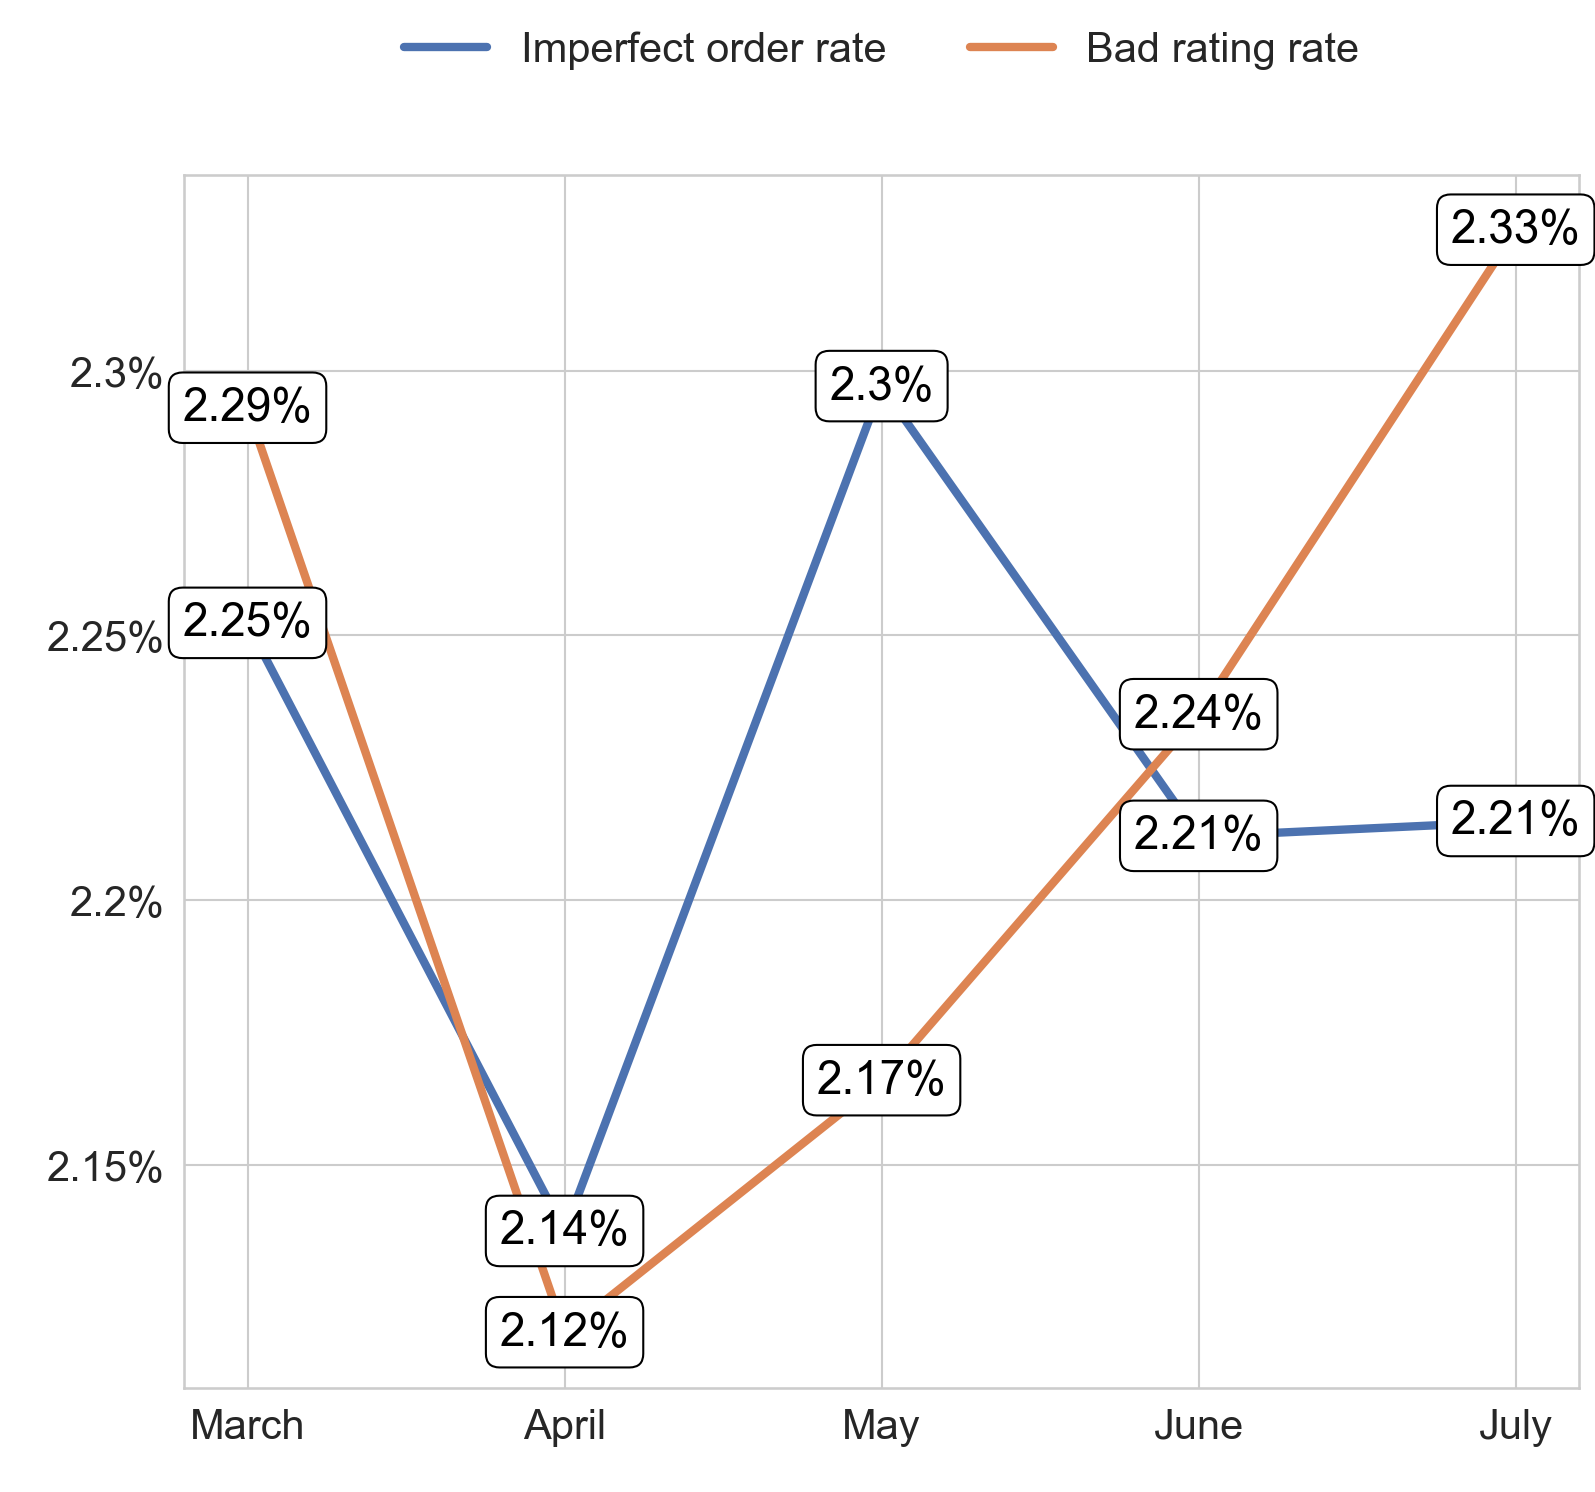 Imperfect order rate
Bad rating rate
2.33%
2.3%
2.29%
2.3%
2.25%
2.25%
2.24%
2.21%
2.21%
2.2%
2.17%
2.15%
2.14%
2.12%
March
April
May
June
July